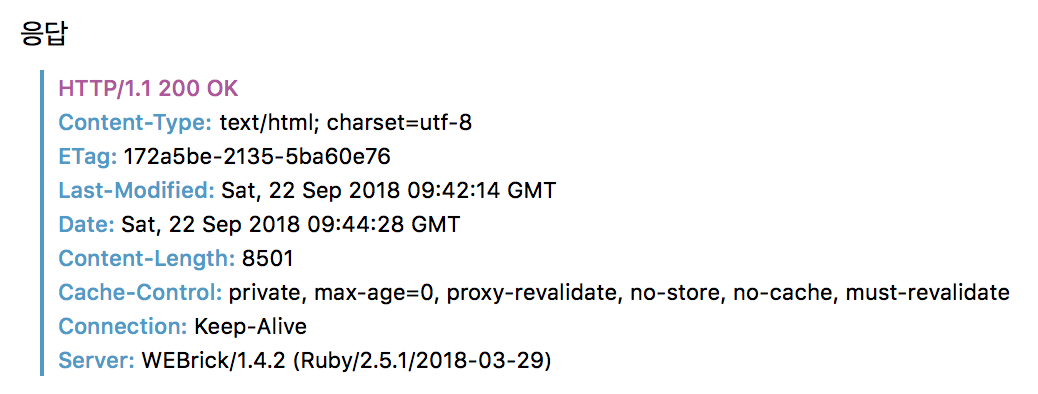 응답
HTTP/1.1 200 OK
Content-Type: text/html; charset=utf-8
ETag: 172a5be-2135-5ba60e76
Last-Modified: Sat, 22 Sep 2018 09:42:14 GMT
Date: Sat, 22 Sep 2018 09:44:28 GMT
Content-Length: 8501
Cache-Control: private, max-age=0, proxy-revalidate, no-store, no-cache, must-revalidate
Connection: Keep-Alive
Server: WEBrick/1.4.2 (Ruby/2.5.1/2018-03-29)